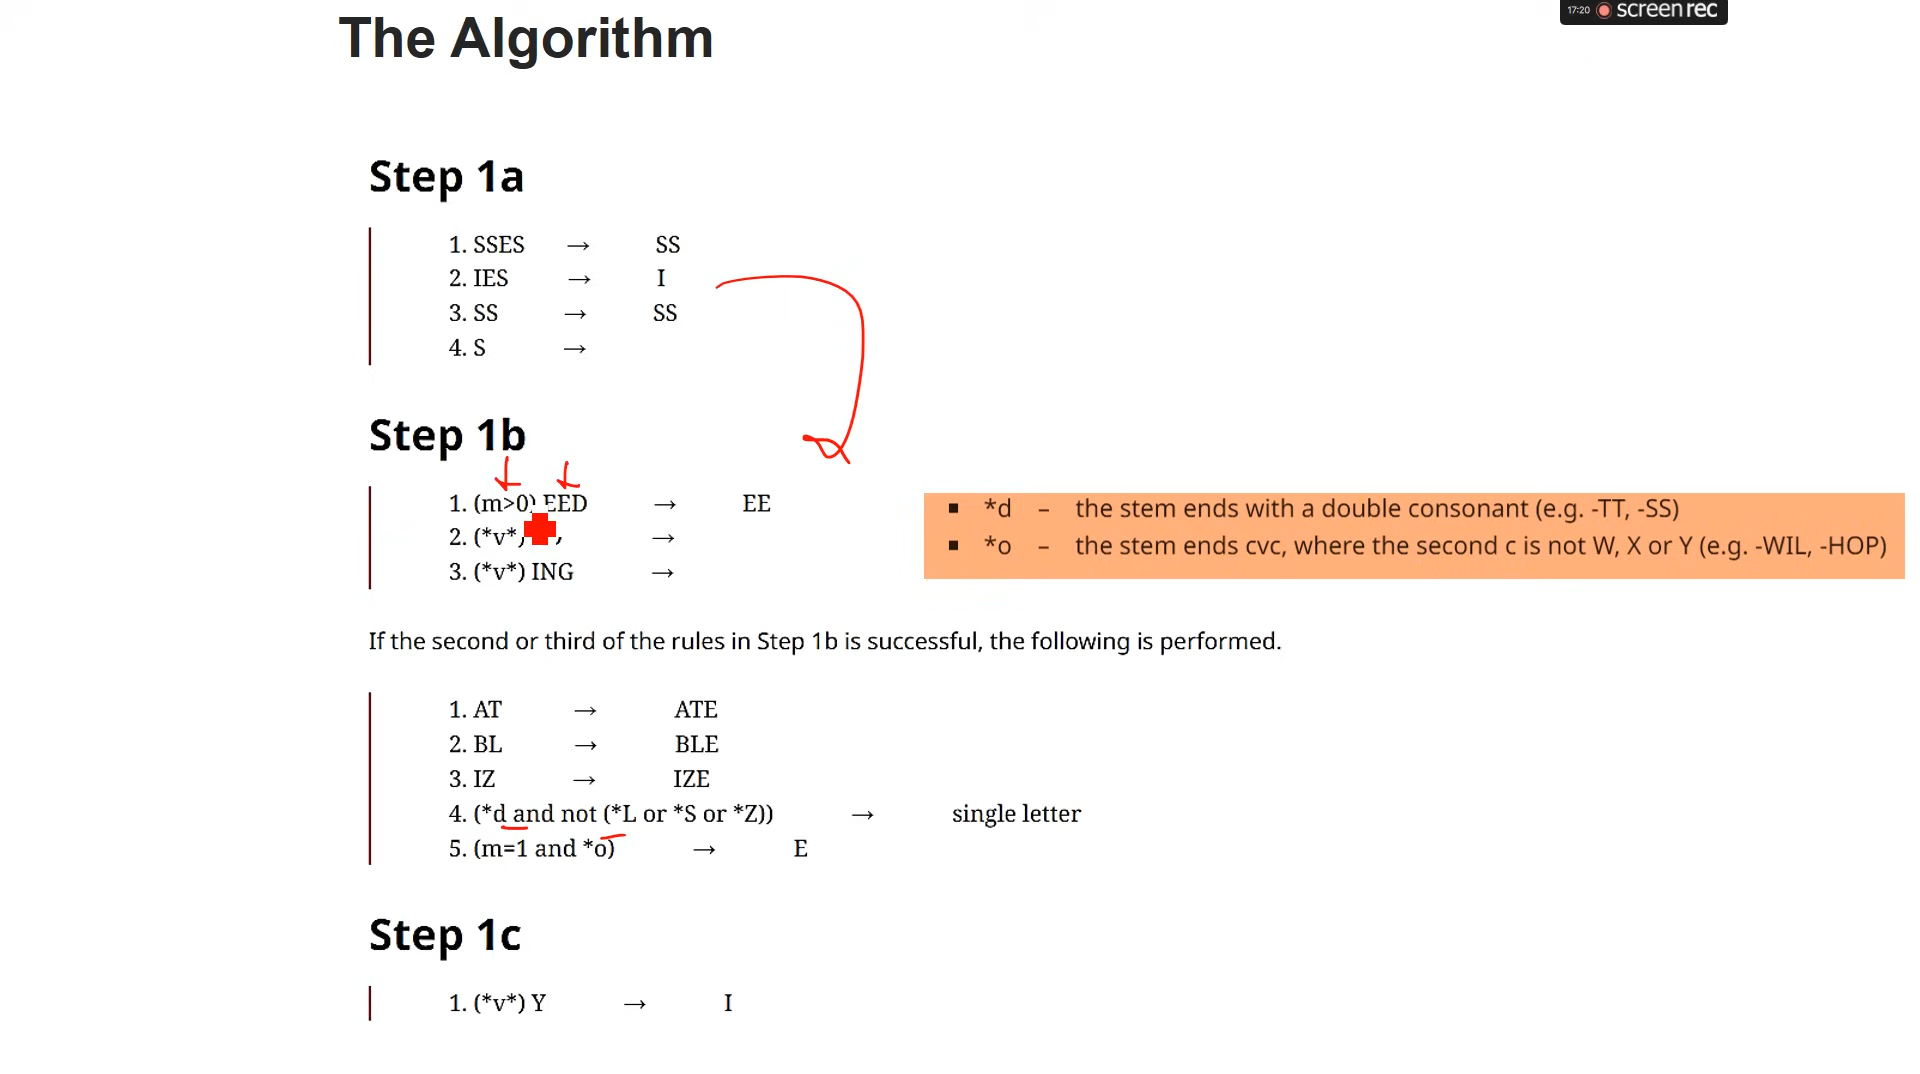 The Algorithm
17:20 screenrec
Step 1a
1. SSES → SS
2. IES → I
3. SS → SS
4. S →
Step 1b
1. (m>0) EED → EE
2. (*v*) →
3. (*v*) ING →
▪ *d – the stem ends with a double consonant (e.g. -TT, -SS)
▪ *o – the stem ends cvc, where the second c is not W, X or Y (e.g. -WIL, -HOP)
If the second or third of the rules in Step 1b is successful, the following is performed.
1. AT → ATE
2. BL → BLE
3. IZ → IZE
4. (*d and not (*L or *S or *Z)) → single letter
5. (m=1 and *o) → E
Step 1c
1. (*v*) Y → I